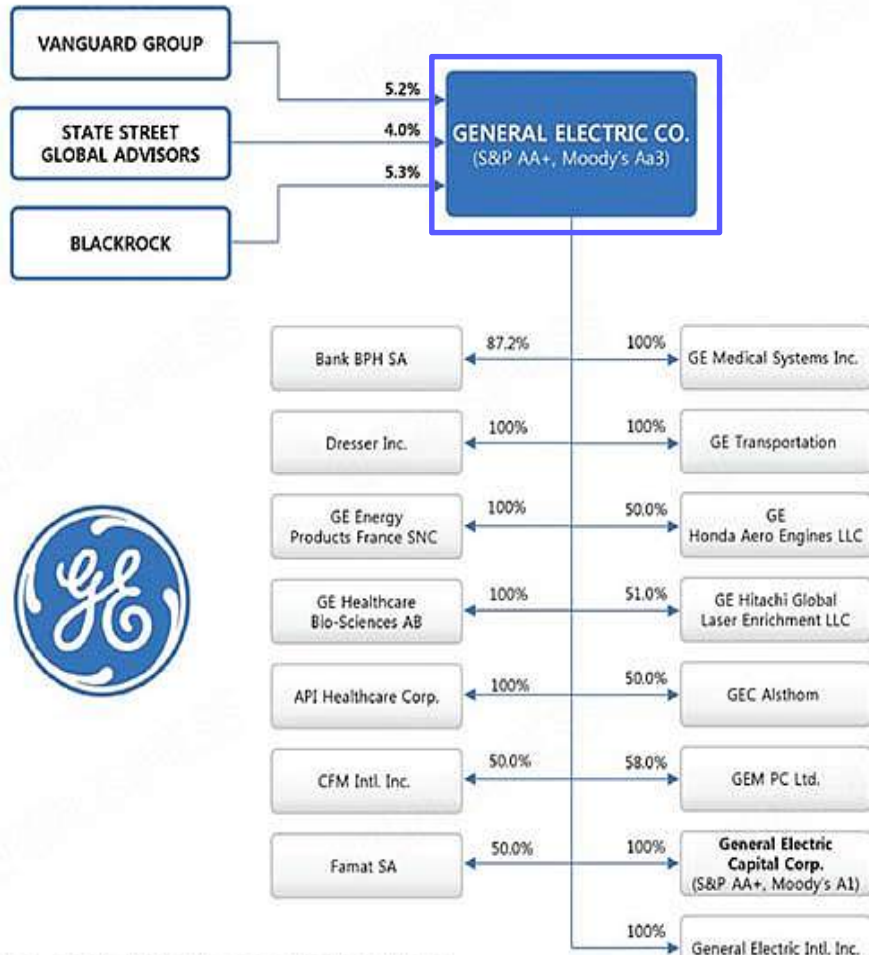 VANGUARD GROUP
5.2%
STATE STREET
GLOBAL ADVISORS
4.0%
BLACKROCK
5.3%
GENERAL ELECTRIC CO.
(S&P AA+, Moody's Aa3)
Bank BPH SA
87.2%
100%
GE Medical Systems Inc.
Dresser Inc.
100%
100%
GE Transportation
GE Energy
Products France SNC
100%
50.0%
GE
Honda Aero Engines LLC
GE Healthcare
Bio-Sciences AB
100%
51.0%
GE Hitachi Global
Laser Enrichment LLC
API Healthcare Corp.
100%
50.0%
GEC Alsthom
CFM Intl. Inc.
50.0%
58.0%
GEM PC Ltd.
Famat SA
50.0%
100%
General Electric
Capital Corp.
(S&P AA+, Moody's A1)
100%
General Electric Intl. Inc.
GE